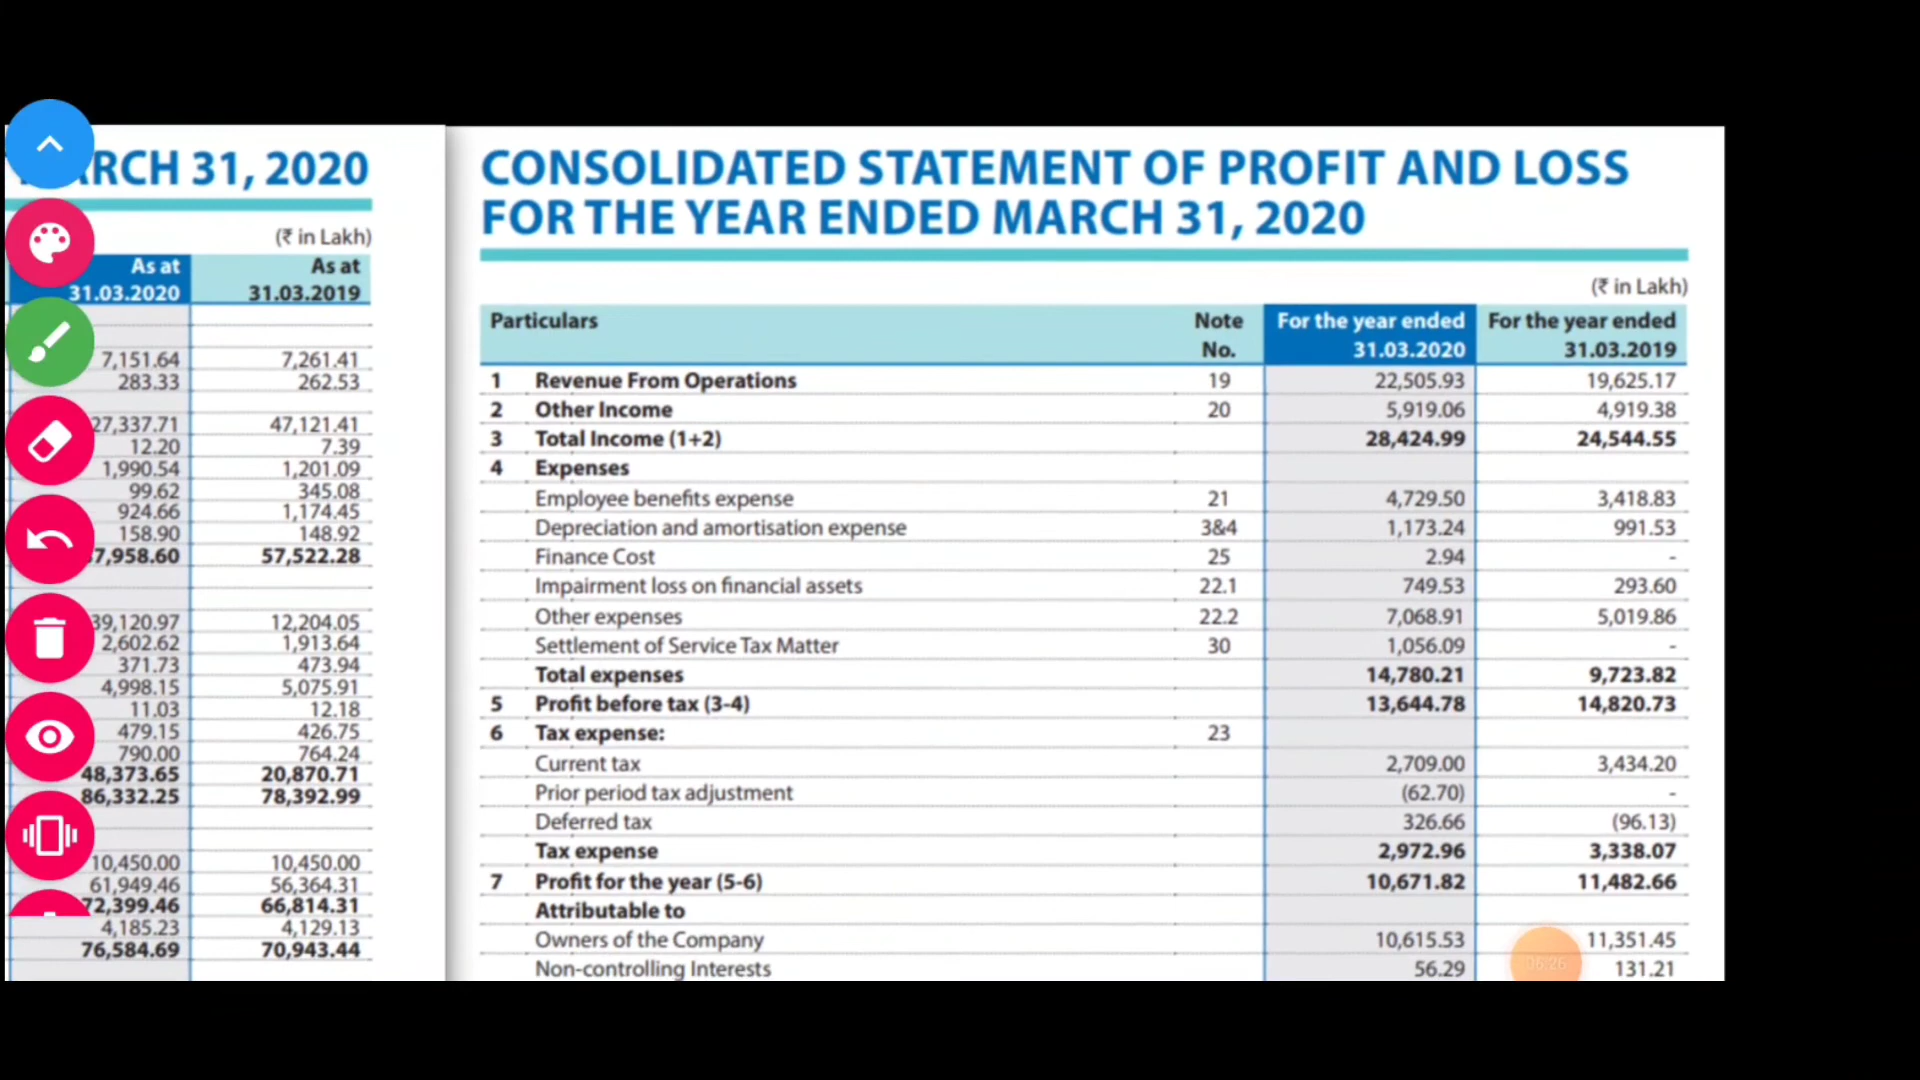 ARCH 31, 2020
(₹ in Lakh)
As at As at
31.03.2020 31.03.2019
7,151.64 7,261.41
283.33 262.53
27,337.71 47,121.41
12.20 7.39
1,990.54 1,201.09
99.62 345.08
924.66 1,174.45
158.90 148.92
7,958.60 57,522.28
39,120.97 12,204.05
2,602.62 1,913.64
371.73 473.94
4,998.15 5,075.91
11.03 12.18
479.15 426.75
790.00 764.24
48,373.65 20,870.71
86,332.25 78,392.99
10,450.00 10,450.00
61,949.46 56,364.31
72,399.46 66,814.31
4,185.23 4,129.13
76,584.69 70,943.44
CONSOLIDATED STATEMENT OF PROFIT AND LOSS
FOR THE YEAR ENDED MARCH 31, 2020
(₹ in Lakh)
Particulars Note For the year ended For the year ended
No. 31.03.2020 31.03.2019
1 Revenue From Operations 19 22,505.93 19,625.17
2 Other Income 20 5,919.06 4,919.38
3 Total Income (1+2) 28,424.99 24,544.55
4 Expenses
Employee benefits expense 21 4,729.50 3,418.83
Depreciation and amortisation expense 3&4 1,173.24 991.53
Finance Cost 25 2.94 -
Impairment loss on financial assets 22.1 749.53 293.60
Other expenses 22.2 7,068.91 5,019.86
Settlement of Service Tax Matter 30 1,056.09 -
Total expenses 14,780.21 9,723.82
5 Profit before tax (3-4) 13,644.78 14,820.73
6 Tax expense: 23
Current tax 2,709.00 3,434.20
Prior period tax adjustment (62.70) -
Deferred tax 326.66 (96.13)
Tax expense 2,972.96 3,338.07
7 Profit for the year (5-6) 10,671.82 11,482.66
Attributable to
Owners of the Company 10,615.53 11,351.45
Non-controlling Interests 56.29 131.21